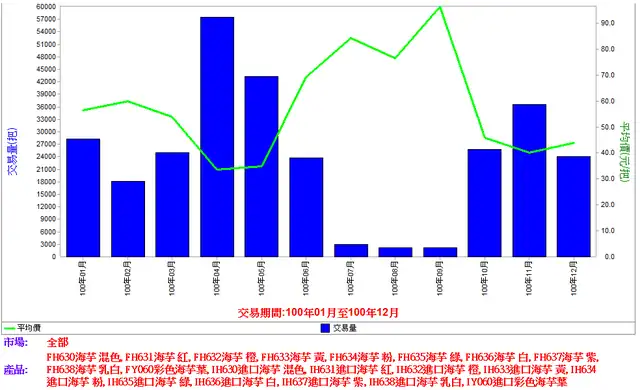 60000
57000
54000
51000
48000
45000
42000
39000
36000
33000
30000
27000
24000
21000
18000
15000
12000
9000
6000
3000
0
交易量(把)
90.0
80.0
70.0
60.0
50.0
40.0
30.0
20.0
10.0
0.0
平均價(元/把)
100年01月
100年02月
100年03月
100年04月
100年05月
100年06月
100年07月
100年08月
100年09月
100年10月
100年11月
100年12月
交易期間:100年01月至100年12月
平均價 交易量
市場: 全部
產品: FH630海芋 混色, FH631海芋 紅, FH632海芋 橙, FH633海芋 黃, FH634海芋 粉, FH635海芋 綠, FH636海芋 白, FH637海芋 紫,
FH638海芋 乳白, FY060彩色海芋葉, IH630進口海芋 混色, IH631進口海芋 紅, IH632進口海芋 橙, IH633進口海芋 黃, IH634
進口海芋 粉, IH635進口海芋 綠, IH636進口海芋 白, IH637進口海芋 紫, IH638進口海芋 乳白, IY060進口彩色海芋葉